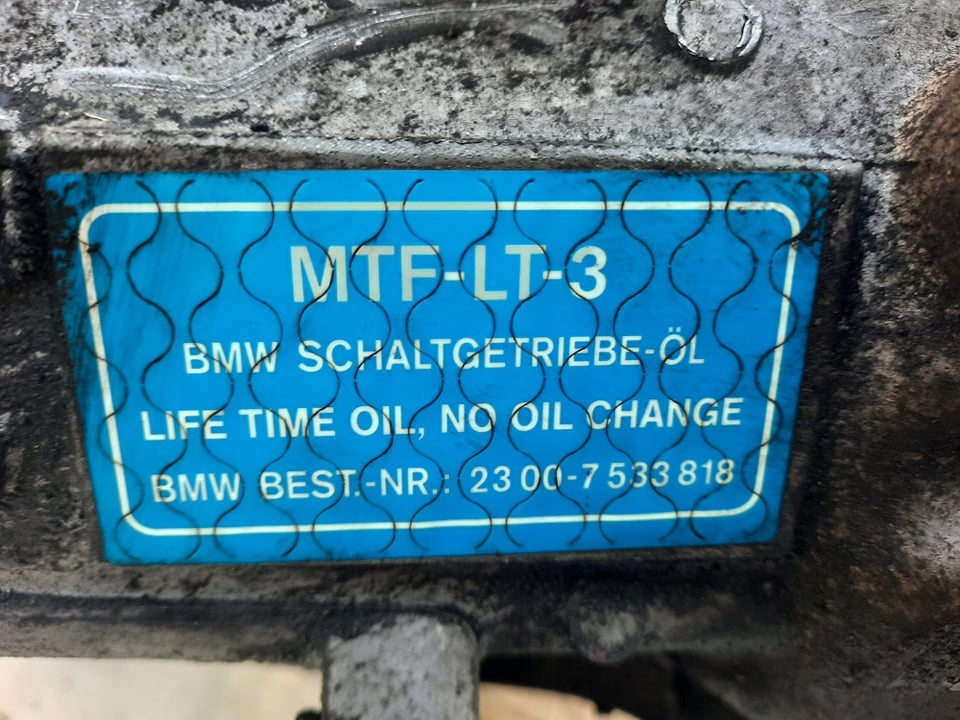 MTF-LT-3
BMW SCHALTGETRIEBE-ÖL
LIFE TIME OIL, NO OIL CHANGE
BMW BEST.-NR.: 23 00-7 533 818